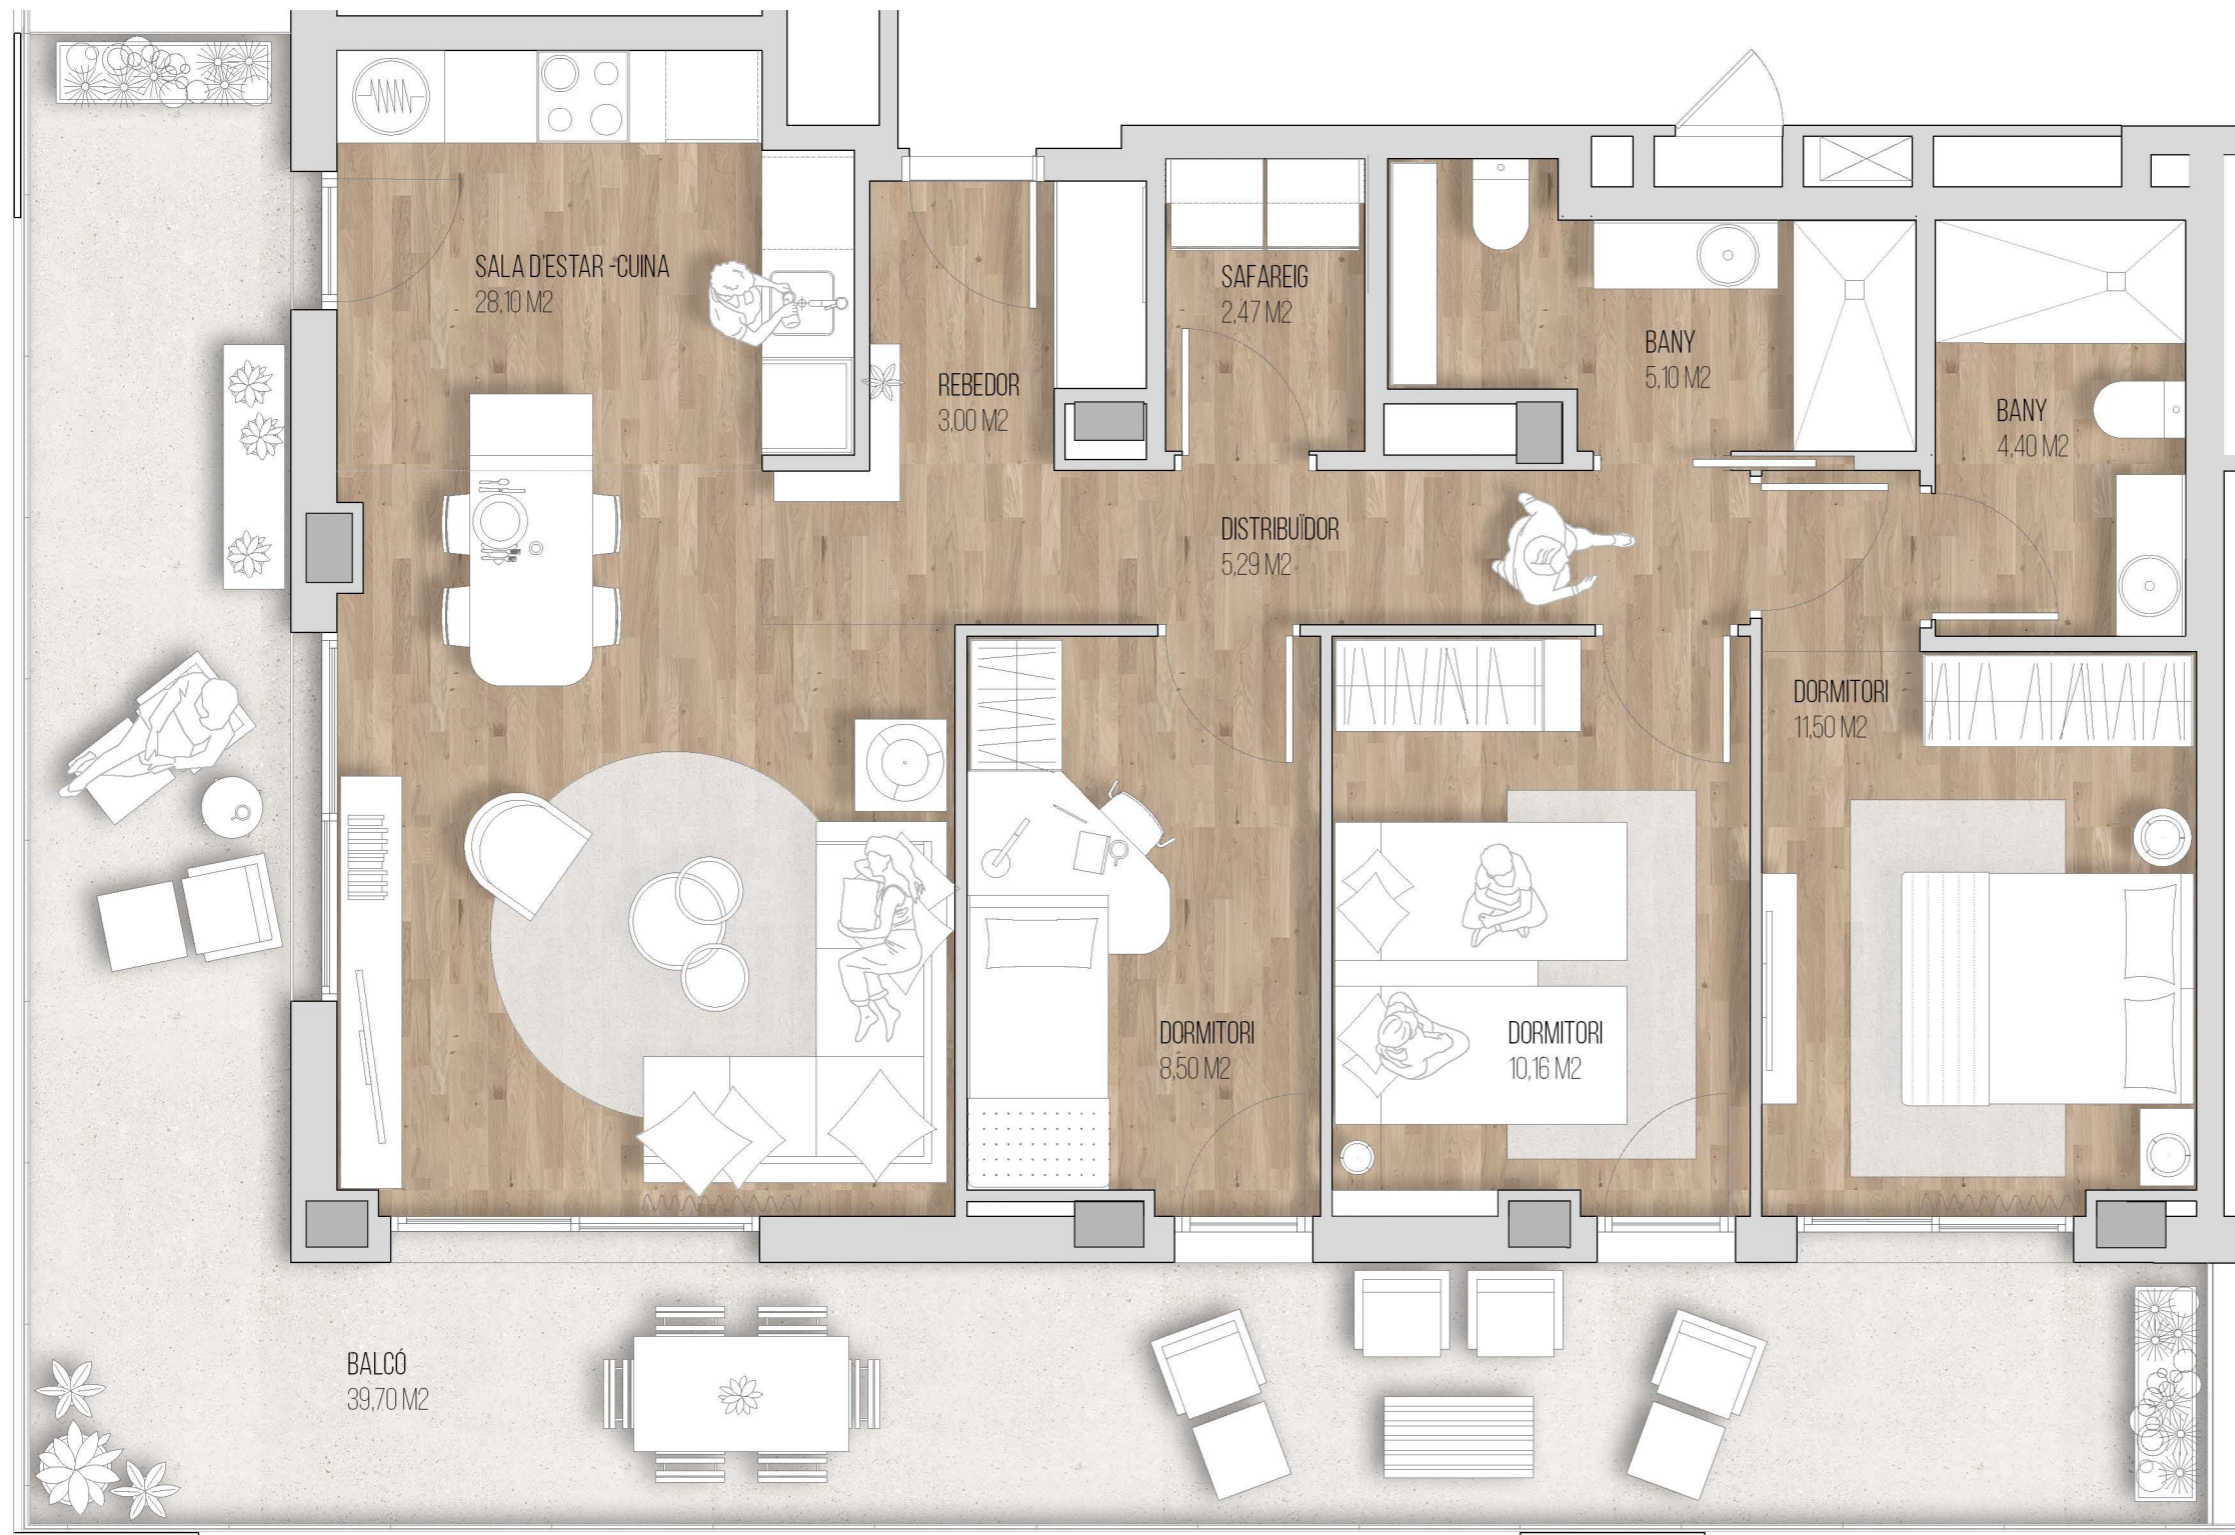 SALA D'ESTAR -CUINA
28,10 M2
SAFAREIG
2,47 M2
REBEDOR
3,00 M2
BANY
5,10 M2
BANY
4,40 M2
DISTRIBUÏDOR
5,29 M2
DORMITORI
11,50 M2
DORMITORI
8,50 M2
DORMITORI
10,16 M2
BALCÓ
39,70 M2